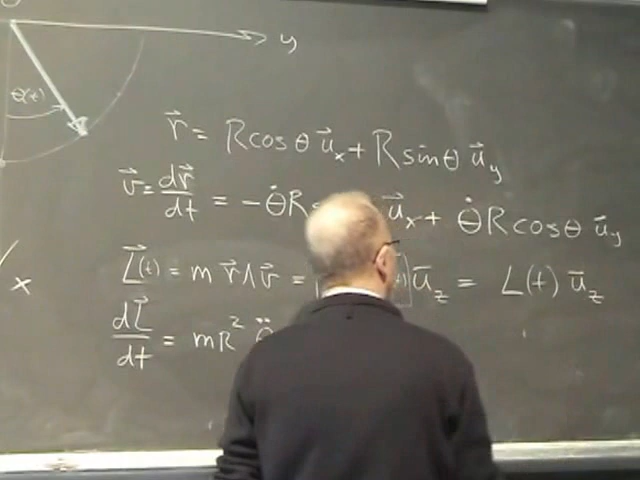 y
θ(t)
r⃗ = R cos θ u⃗ₓ + R sin θ u⃗_y
v⃗ = dr⃗/dt = - θ̇ R u⃗ₓ + θ̇ R cos θ u⃗_y
x
L⃗(t) = m r⃗ ∧ v⃗ = u⃗_z = L(t) u⃗_z
dL⃗/dt = m R² θ̈